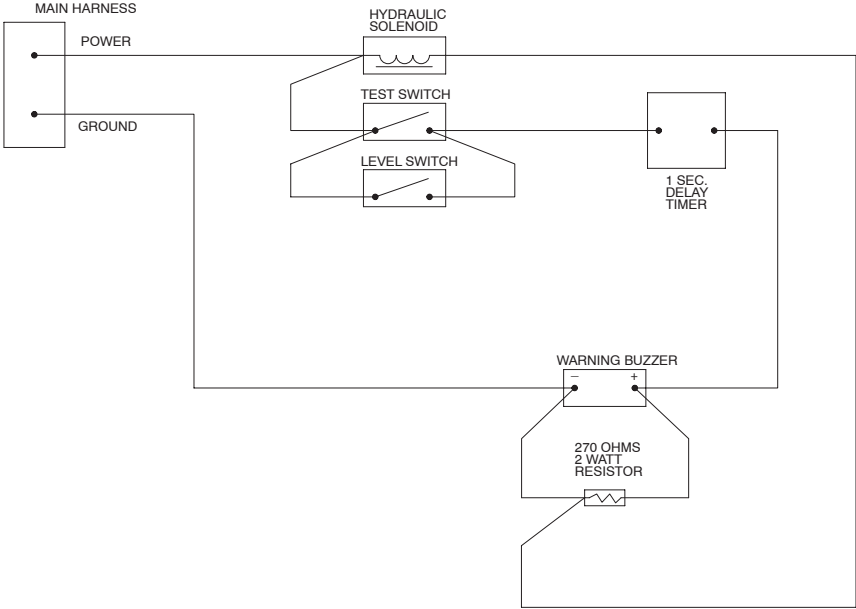 MAIN HARNESS
POWER
GROUND
HYDRAULIC
SOLENOID
TEST SWITCH
LEVEL SWITCH
1 SEC.
DELAY
TIMER
WARNING BUZZER
− +
270 OHMS
2 WATT
RESISTOR